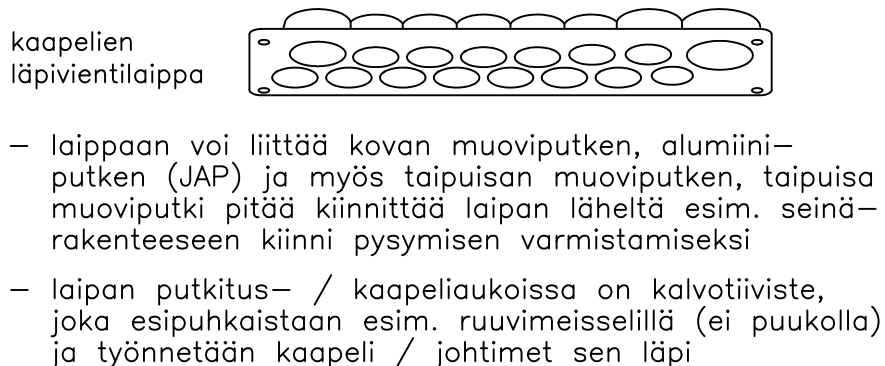 kaapelien
läpivientilaippa
– laippaan voi liittää kovan muoviputken, alumiini–
putken (JAP) ja myös taipuisan muoviputken, taipuisa
muoviputki pitää kiinnittää laipan läheltä esim. seinä–
rakenteeseen kiinni pysymisen varmistamiseksi
– laipan putkitus– / kaapeliaukoissa on kalvotiiviste,
joka esipuhkaistaan esim. ruuvimeisselillä (ei puukolla)
ja työnnetään kaapeli / johtimet sen läpi